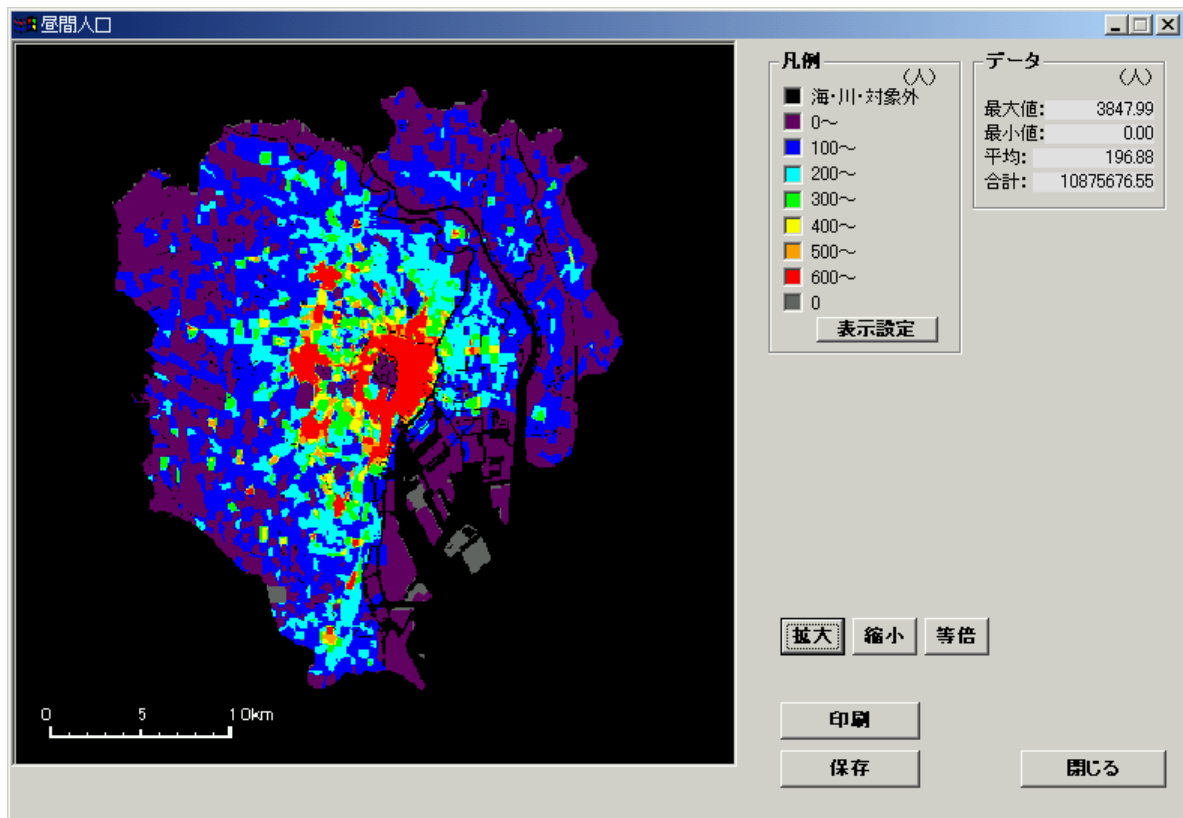 昼間人口
凡例
(人)
海・川・対象外
0～
100～
200～
300～
400～
500～
600～
0
表示設定
データ
(人)
最大値: 3847.99
最小値: 0.00
平均: 196.88
合計: 10875676.55
0 5 10km
拡大 縮小 等倍
印刷
保存 閉じる